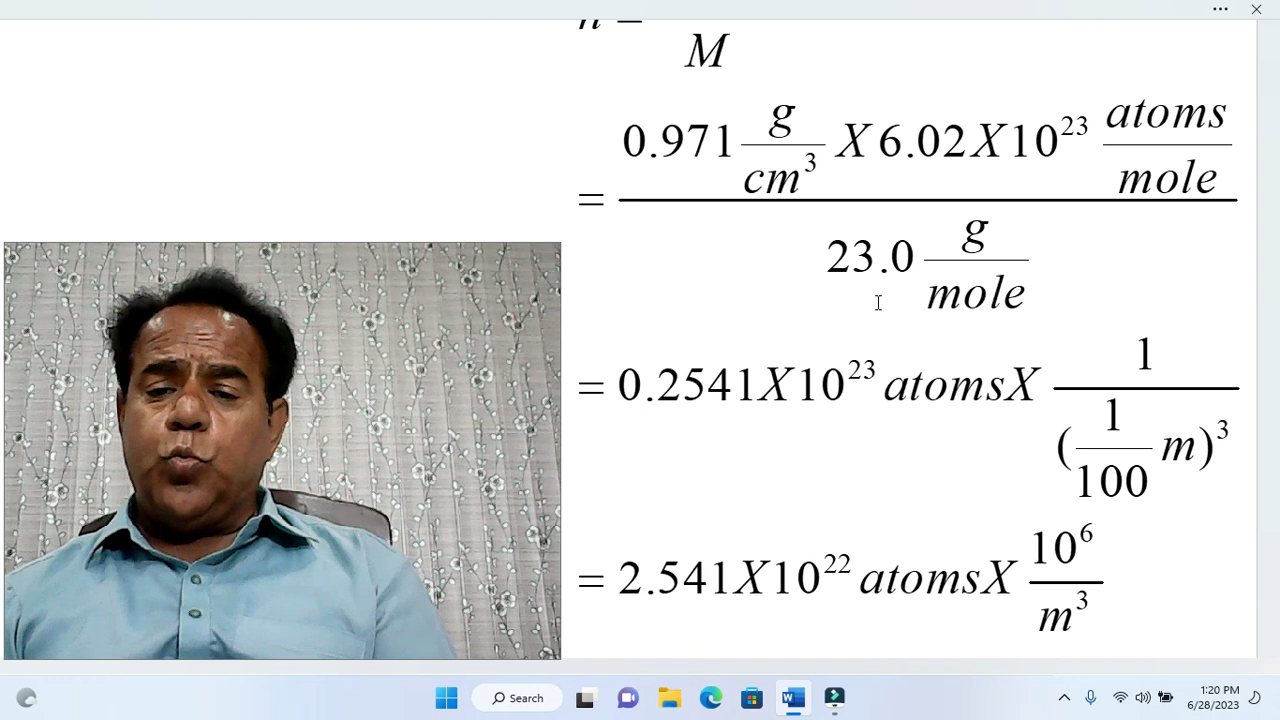 n =
M
= 0.971 g/cm³ X 6.02 X 10²³ atoms/mole
23.0 g/mole
= 0.2541 X 10²³ atoms X 1/(1/100 m)³
= 2.541 X 10²² atoms X 10⁶/m³
Search
1:20 PM
6/28/2023